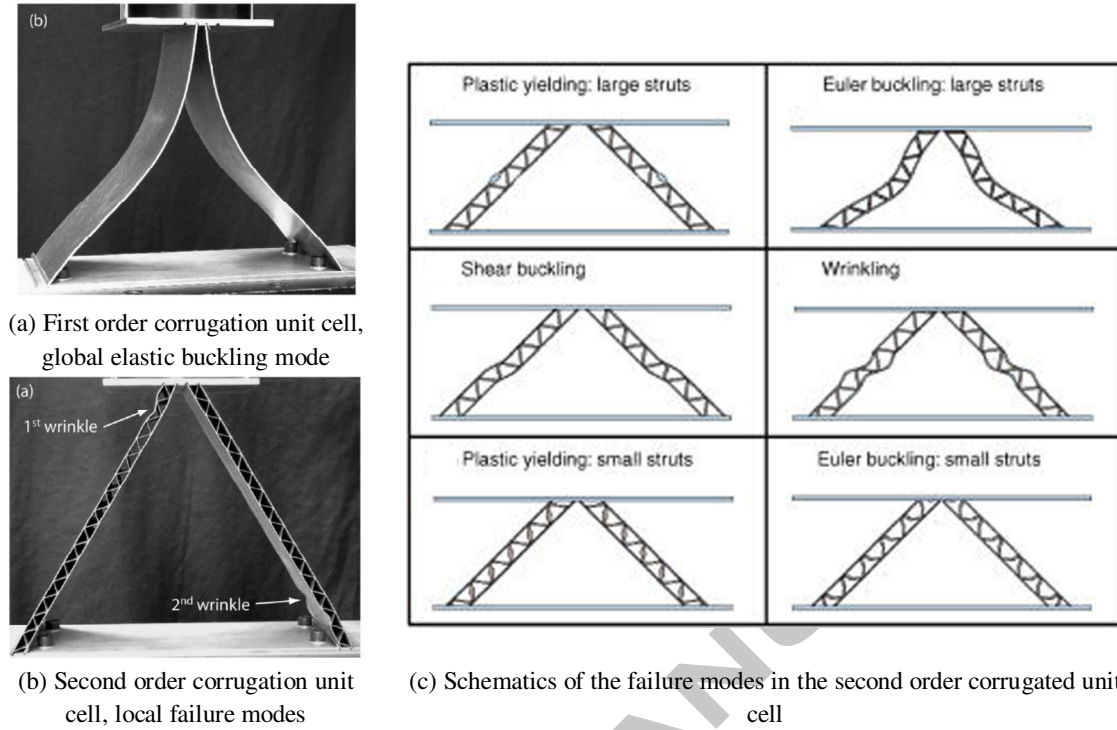 (b)
(a) First order corrugation unit cell,
global elastic buckling mode
(a)
1st wrinkle
2nd wrinkle
(b) Second order corrugation unit
cell, local failure modes
Plastic yielding: large struts
Euler buckling: large struts
Shear buckling
Wrinkling
Plastic yielding: small struts
Euler buckling: small struts
(c) Schematics of the failure modes in the second order corrugated unit
cell